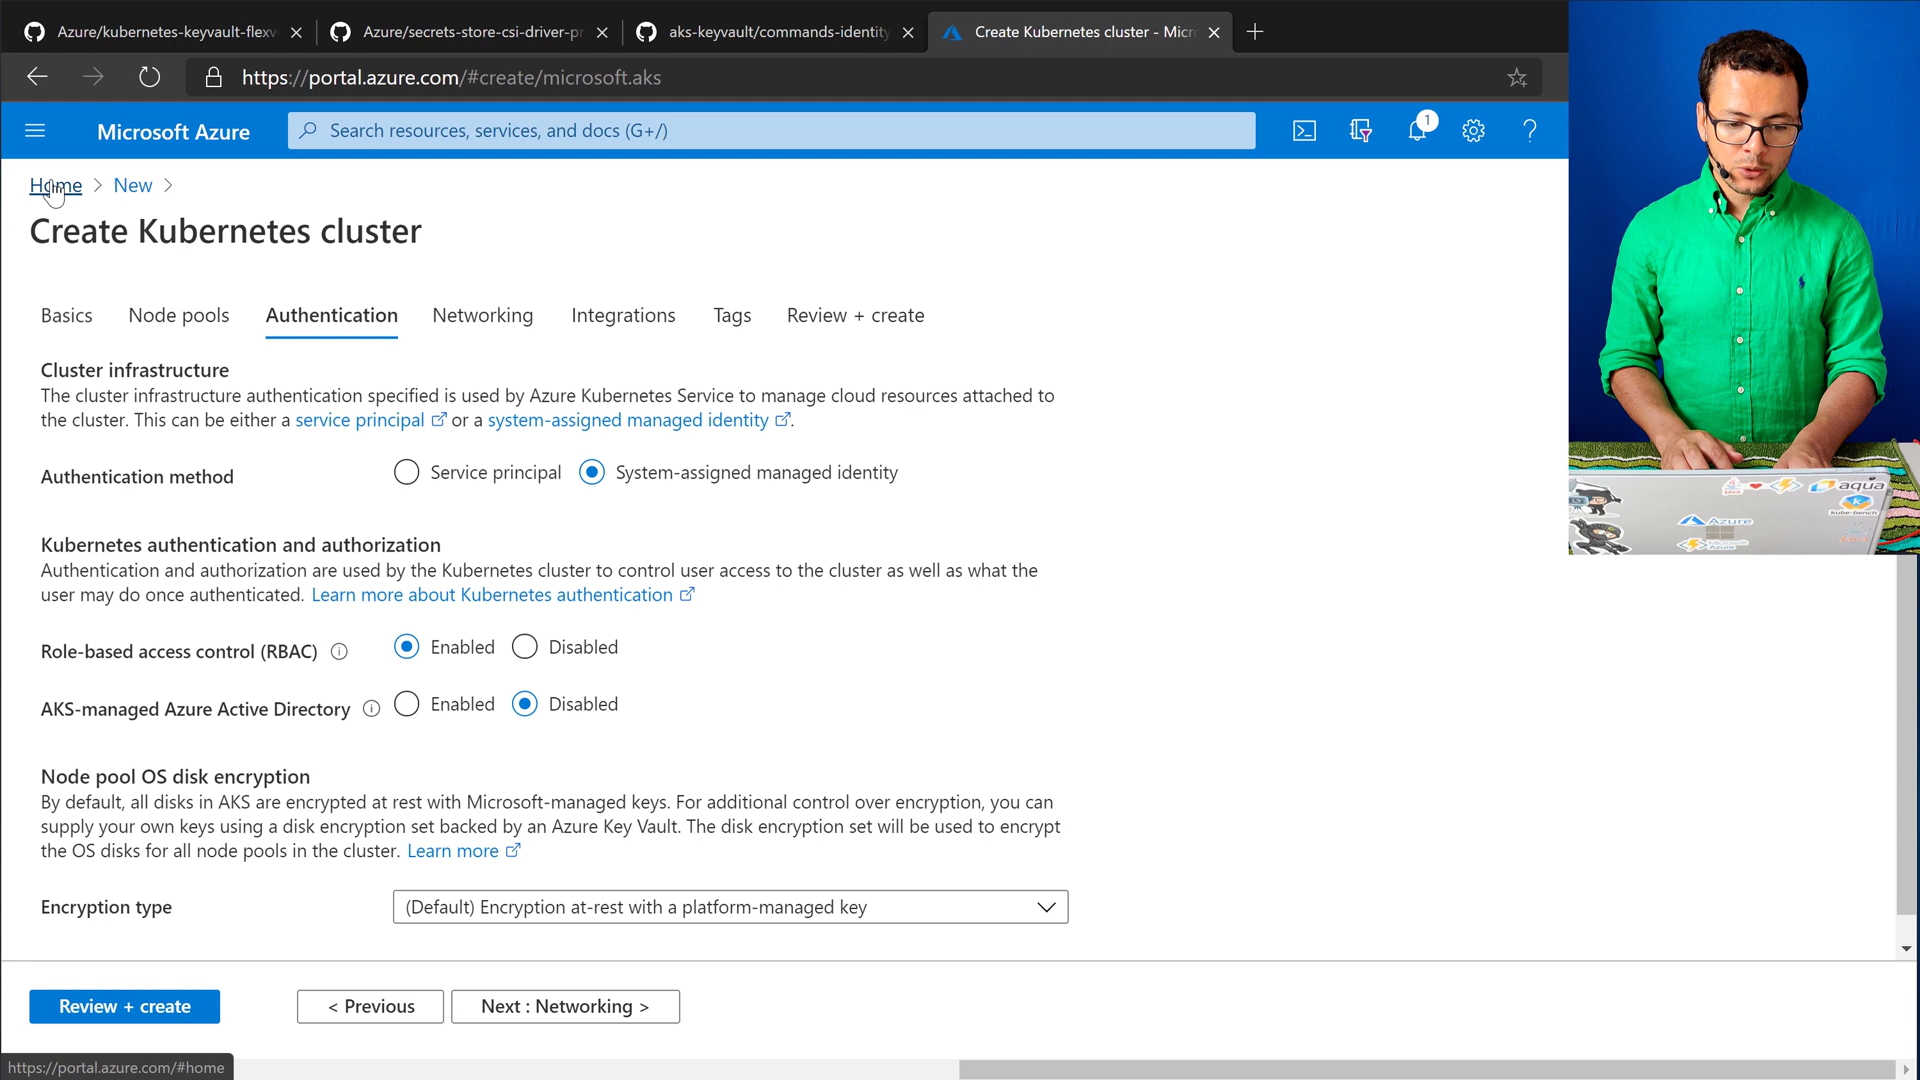 Azure/kubernetes-keyvault-flexv
Azure/secrets-store-csi-driver-pr
aks-keyvault/commands-identity
Create Kubernetes cluster - Micr
https://portal.azure.com/#create/microsoft.aks
Microsoft Azure
Search resources, services, and docs (G+/)
1
Home > New >
Create Kubernetes cluster
Basics
Node pools
Authentication
Networking
Integrations
Tags
Review + create
Cluster infrastructure
The cluster infrastructure authentication specified is used by Azure Kubernetes Service to manage cloud resources attached to
the cluster. This can be either a service principal or a system-assigned managed identity .
Authentication method
Service principal
System-assigned managed identity
Kubernetes authentication and authorization
Authentication and authorization are used by the Kubernetes cluster to control user access to the cluster as well as what the
user may do once authenticated. Learn more about Kubernetes authentication
Role-based access control (RBAC)
Enabled
Disabled
AKS-managed Azure Active Directory
Enabled
Disabled
Node pool OS disk encryption
By default, all disks in AKS are encrypted at rest with Microsoft-managed keys. For additional control over encryption, you can
supply your own keys using a disk encryption set backed by an Azure Key Vault. The disk encryption set will be used to encrypt
the OS disks for all node pools in the cluster. Learn more
Encryption type
(Default) Encryption at-rest with a platform-managed key
Review + create
< Previous
Next : Networking >
https://portal.azure.com/#home
aqua
kube-bench
Azure
Microsoft
Azure